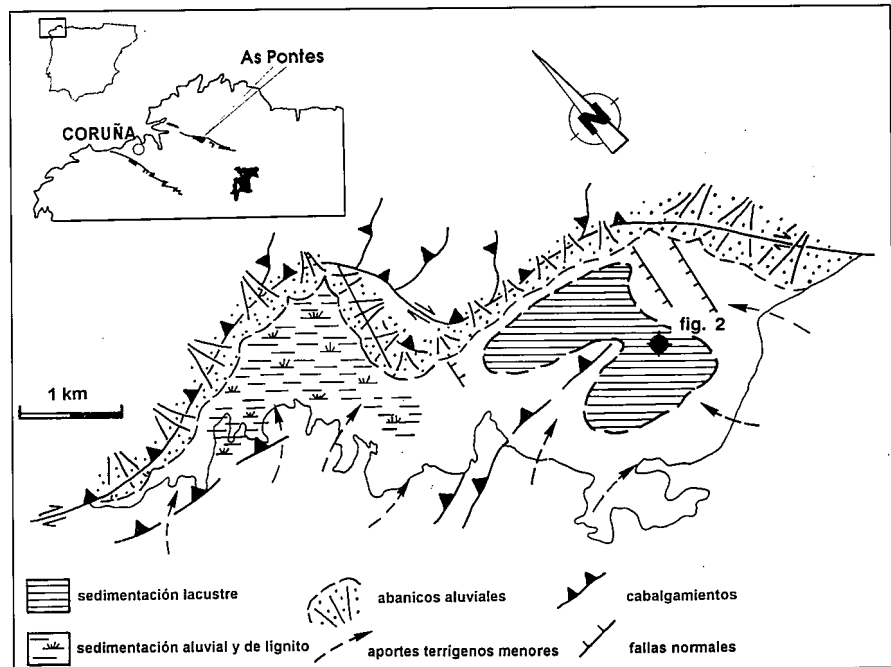 As Pontes
CORUÑA
N
fig. 2
1 km
sedimentación lacustre
abanicos aluviales
cabalgamientos
sedimentación aluvial y de lignito
aportes terrígenos menores
fallas normales